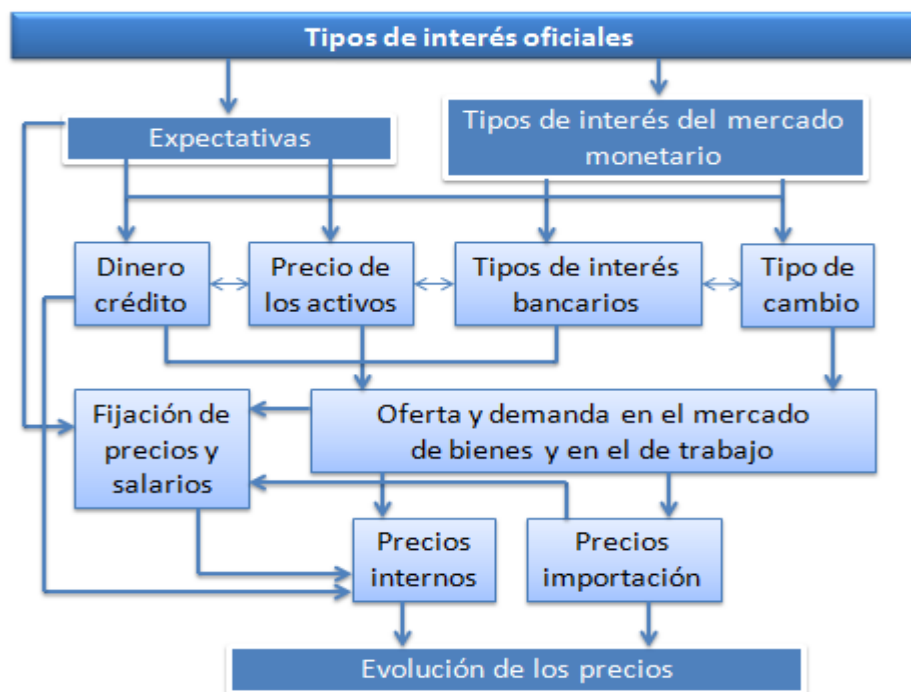 Tipos de interés oficiales
Expectativas
Tipos de interés del mercado
monetario
Dinero
crédito
Precio de
los activos
Tipos de interés
bancarios
Tipo de
cambio
Fijación de
precios y
salarios
Oferta y demanda en el mercado
de bienes y en el de trabajo
Precios
internos
Precios
importación
Evolución de los precios